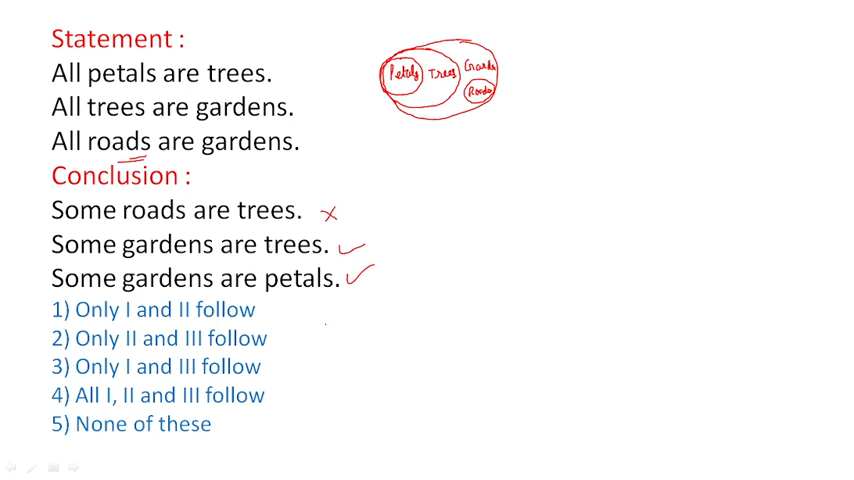 Statement :
All petals are trees.
All trees are gardens.
All roads are gardens.
Conclusion :
Some roads are trees.
Some gardens are trees.
Some gardens are petals.
1) Only I and II follow
2) Only II and III follow
3) Only I and III follow
4) All I, II and III follow
5) None of these
Petals Trees
Roads